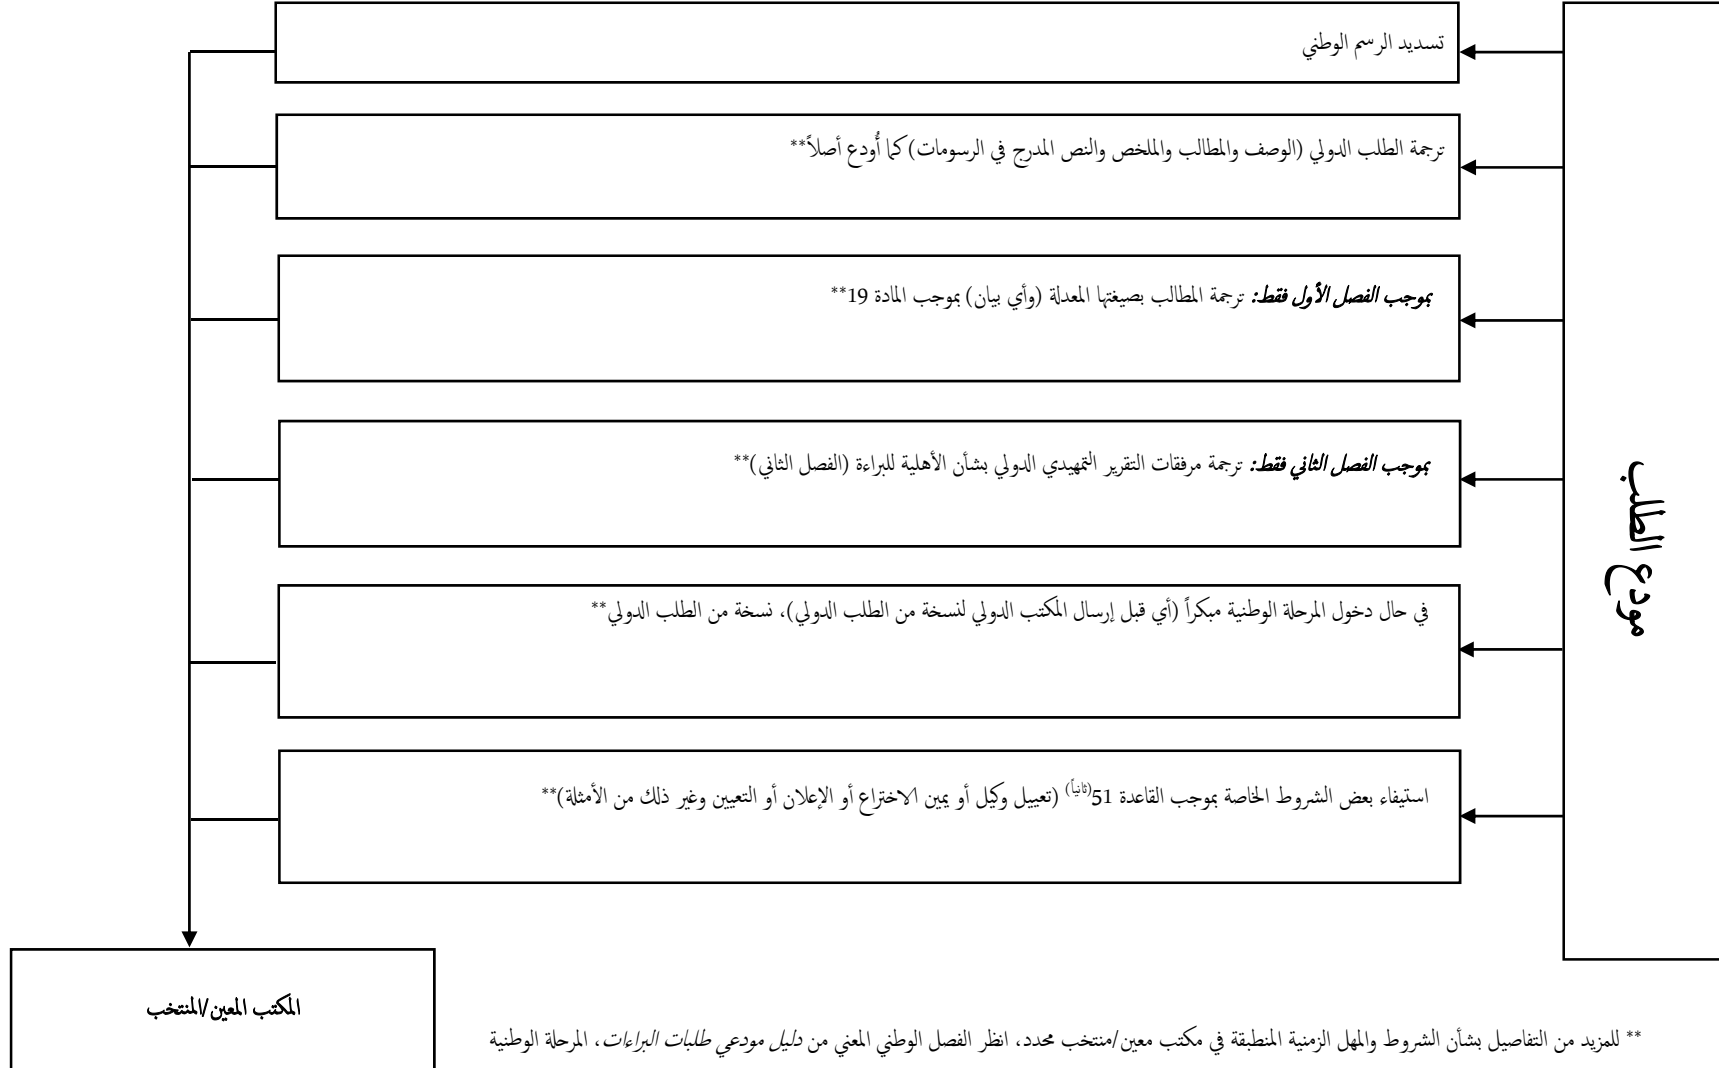 تسديد الرسم الوطني
ترجمة الطلب الدولي (الوصف والمطالب والملخص والنص المدرج في الرسومات) كما أُودع أصلاً**
بموجب الفصل الأول فقط: ترجمة المطالب بصيغتها المعدلة (وأي بيان) بموجب المادة 19**
بموجب الفصل الثاني فقط: ترجمة مرفقات التقرير التمهيدي الدولي بشأن الأهلية للبراءة (الفصل الثاني)**
في حال دخول المرحلة الوطنية مبكراً (أي قبل إرسال المكتب الدولي لنسخة من الطلب الدولي)، نسخة من الطلب الدولي**
استيفاء بعض الشروط الخاصة بموجب القاعدة 51(ثانياً) (تعييل وكيل أو يمين الاختراع أو الإعلان أو التعيين وغير ذلك من الأمثلة)**
مودع الطلب
المكتب المعين/المنتخب
** للمزيد من التفاصيل بشأن الشروط والمهل الزمنية المنطبقة في مكتب معين/منتخب محدد، انظر الفصل الوطني المعني من دليل مودعي طلبات البراءات، المرحلة الوطنية